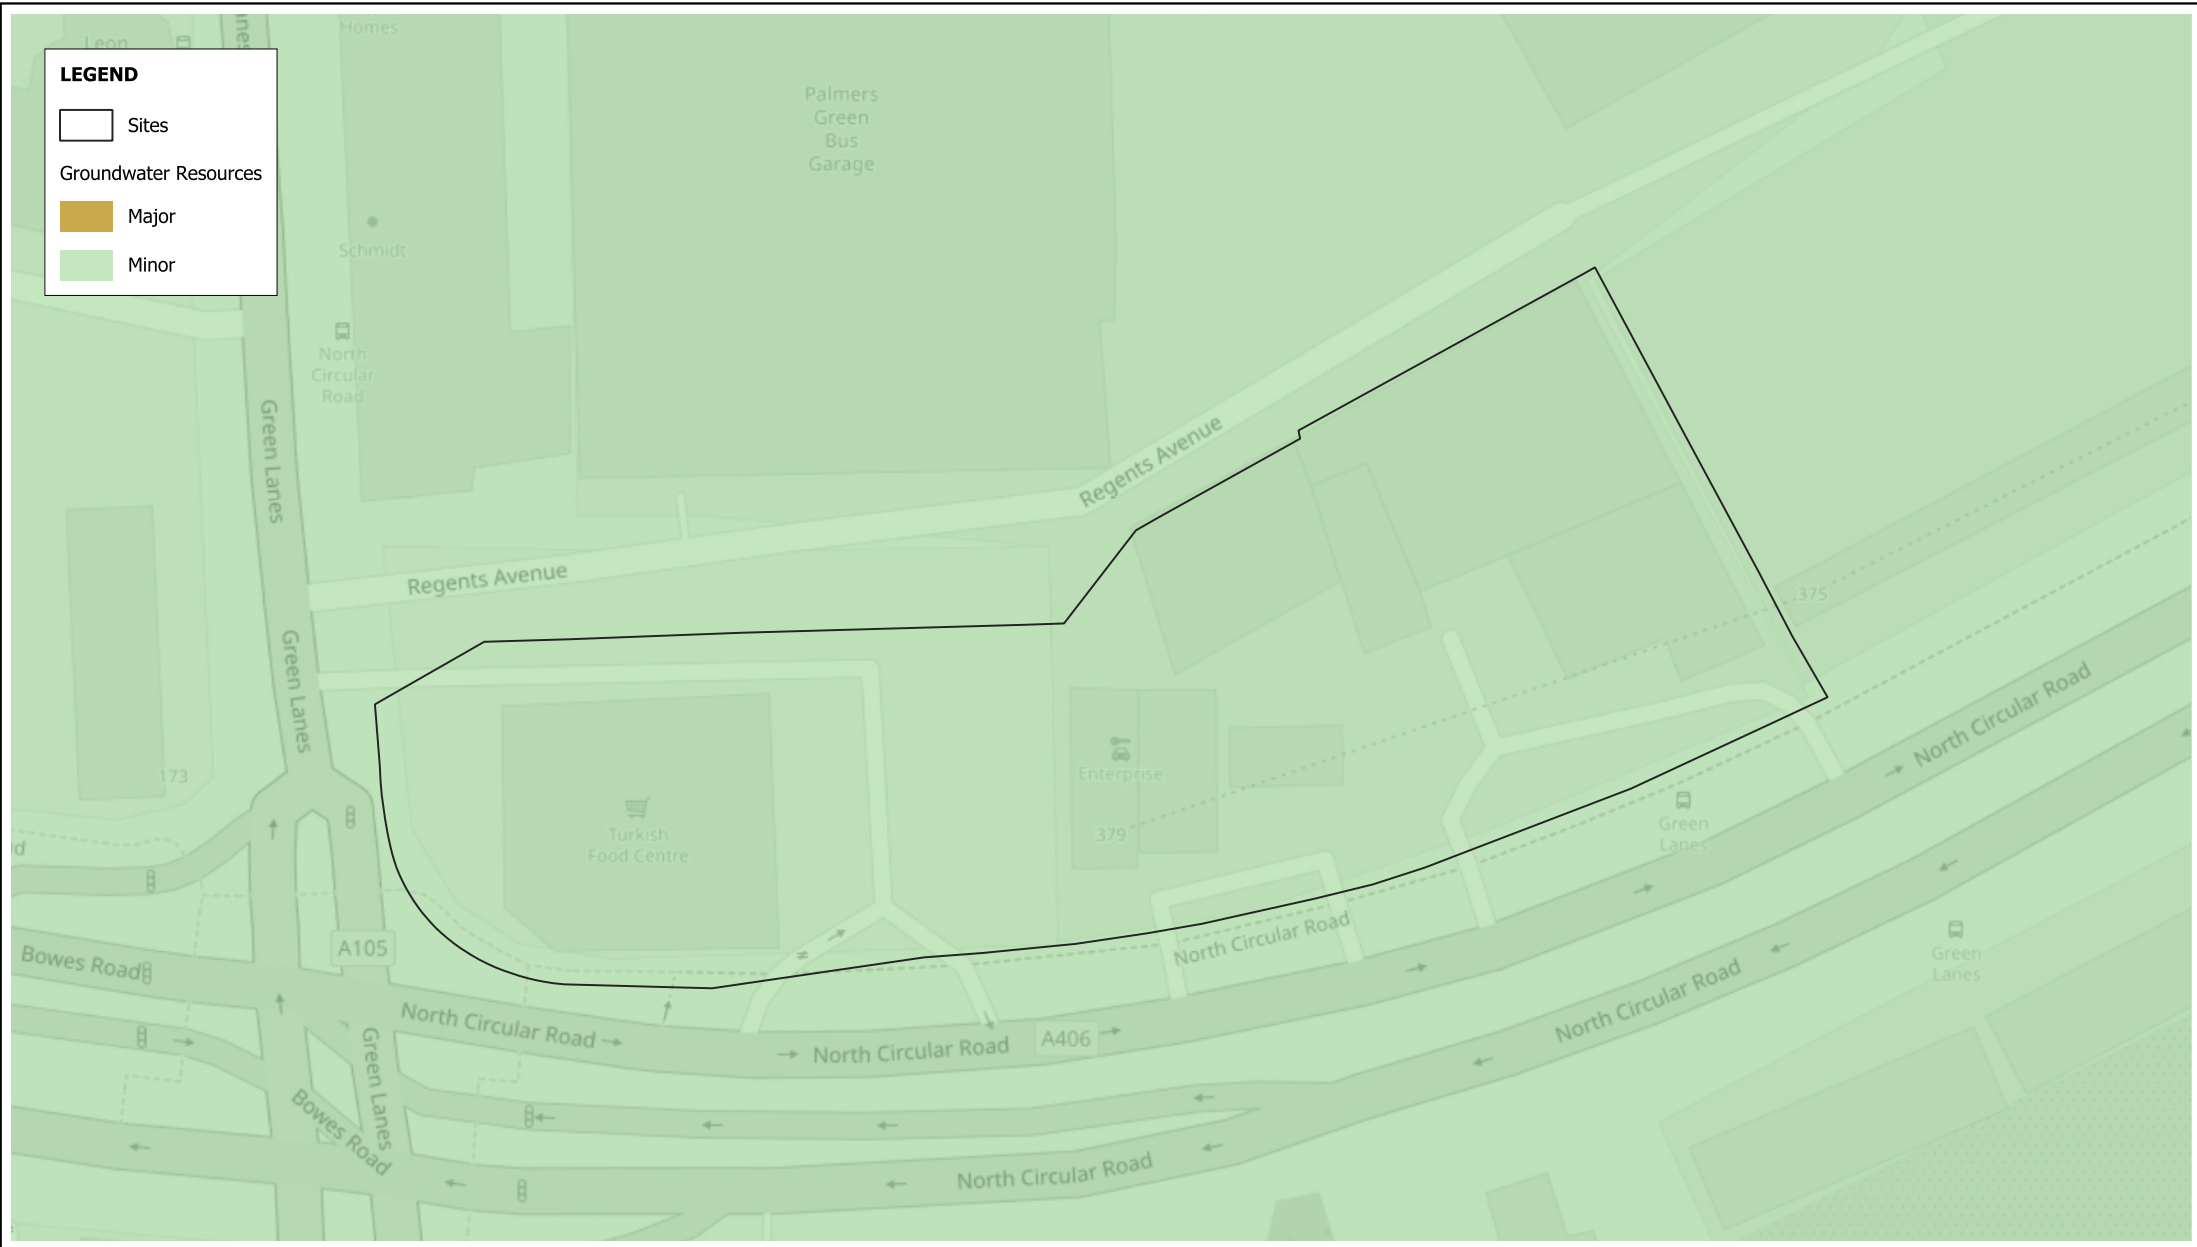 anes
Leon
Homes
LEGEND
Sites
Groundwater Resources
Major
Minor
Palmers
Green
Bus
Garage
Schmidt
North
Circular
Road
Green Lanes
Regents Avenue
Regents Avenue
Green Lanes
375
North Circular Road
173
Enterprise
379
Turkish
Food Centre
Green
Lanes
d
A105
Bowes Road
North Circular Road
Green
Lanes
North Circular Road
North Circular Road
A406
North Circular Road
Green Lanes
Bowes Road
North Circular Road